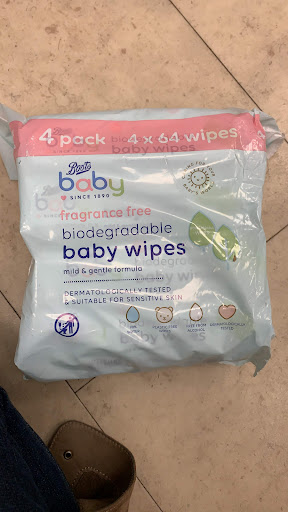 4 pack 4 x 64 wipes
Boots
baby
SINCE 1890
fragrance free
biodegradable
baby wipes
mild & gentle formula
DERMATOLOGICALLY TESTED
& SUITABLE FOR SENSITIVE SKIN